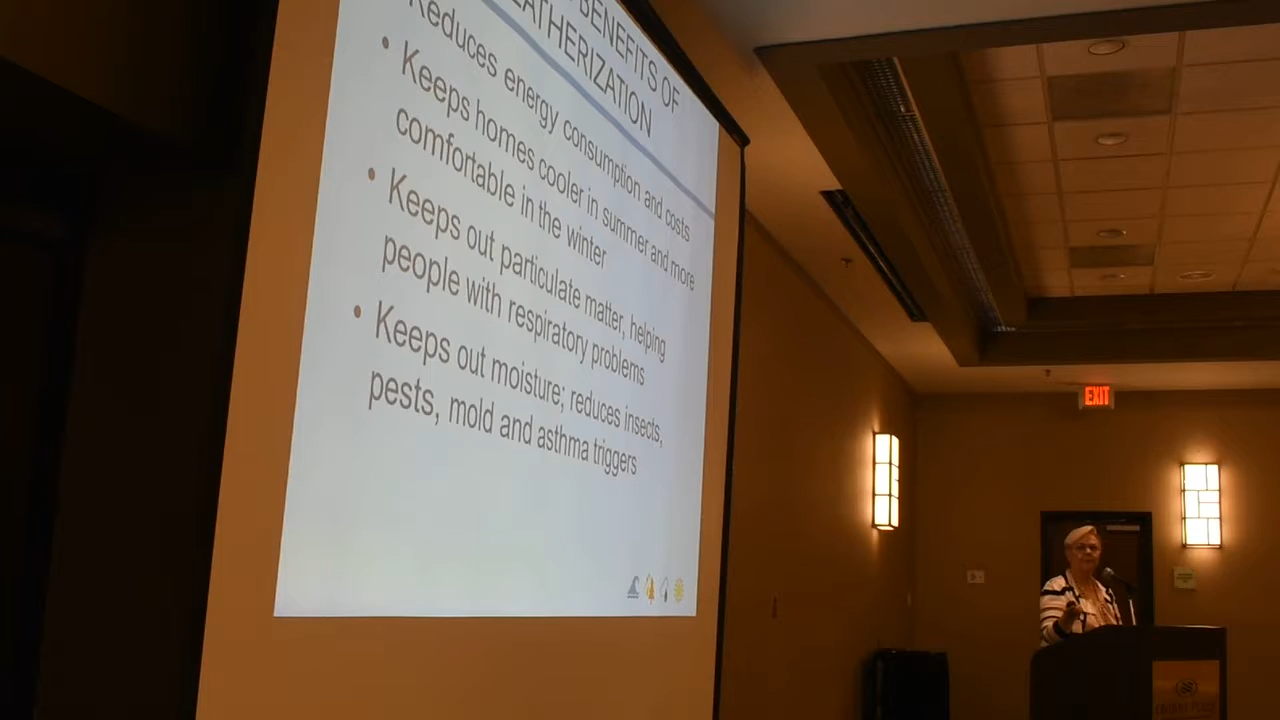 BENEFITS OF
WEATHERIZATION
Reduces energy consumption and costs
• Keeps homes cooler in summer and more
comfortable in the winter
• Keeps out particulate matter, helping
people with respiratory problems
• Keeps out moisture; reduces insects,
pests, mold and asthma triggers
EXIT